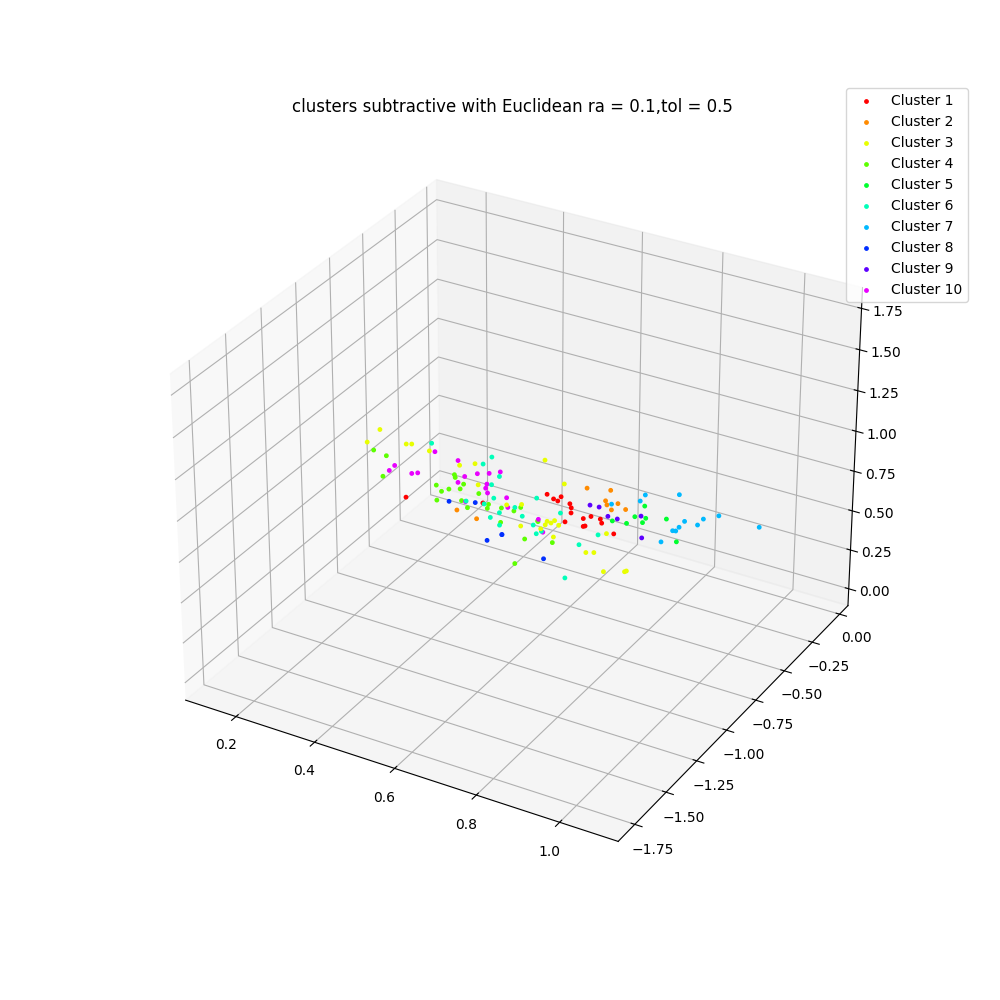 clusters subtractive with Euclidean ra = 0.1,tol = 0.5
Cluster 1
Cluster 2
Cluster 3
Cluster 4
Cluster 5
Cluster 6
Cluster 7
Cluster 8
Cluster 9
Cluster 10
1.75
1.50
1.25
1.00
0.75
0.50
0.25
0.00
0.00
−0.25
−0.50
−0.75
−1.00
−1.25
−1.50
−1.75
0.2
0.4
0.6
0.8
1.0